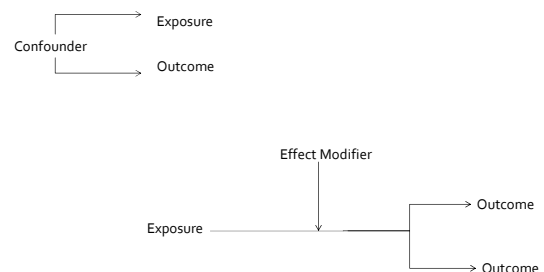 Exposure
Confounder
Outcome
Effect Modifier
Outcome
Exposure
Outcome